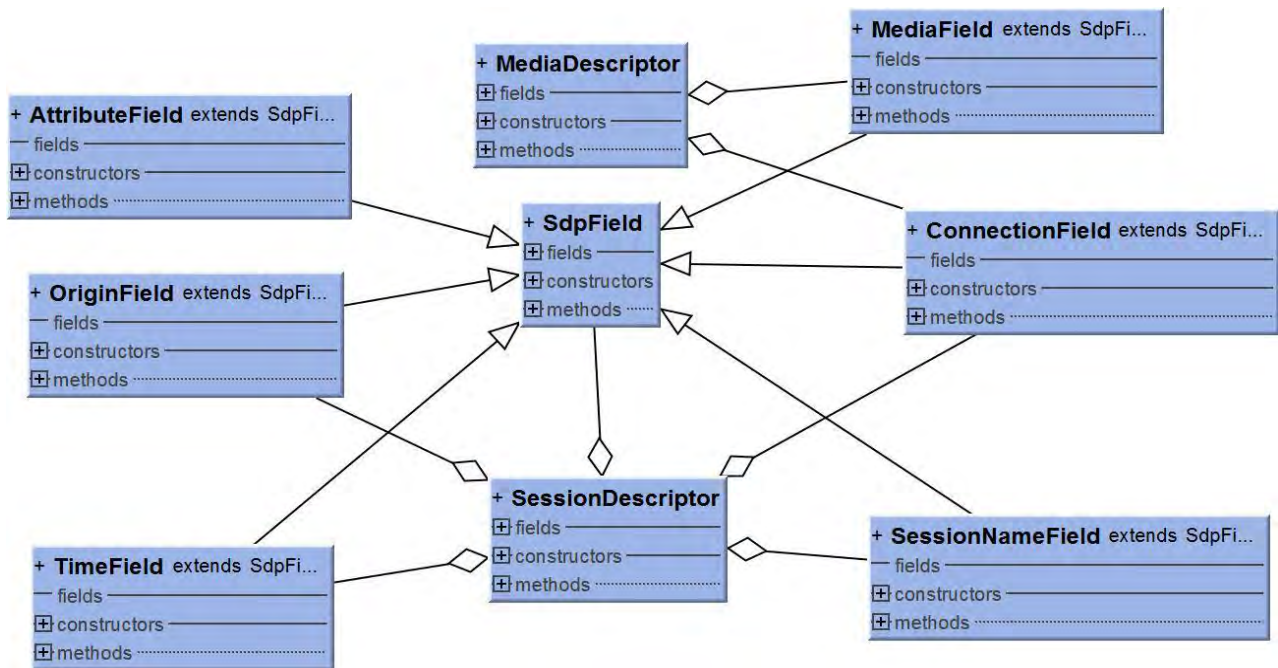 + MediaField extends SdpFi...
fields
constructors
methods
+ MediaDescriptor
fields
constructors
methods
+ AttributeField extends SdpFi...
fields
constructors
methods
+ SdpField
fields
constructors
methods
+ ConnectionField extends SdpFi...
fields
constructors
methods
+ OriginField extends SdpFi...
fields
constructors
methods
+ SessionDescriptor
fields
constructors
methods
+ SessionNameField extends SdpFi...
fields
constructors
methods
+ TimeField extends SdpFi...
fields
constructors
methods